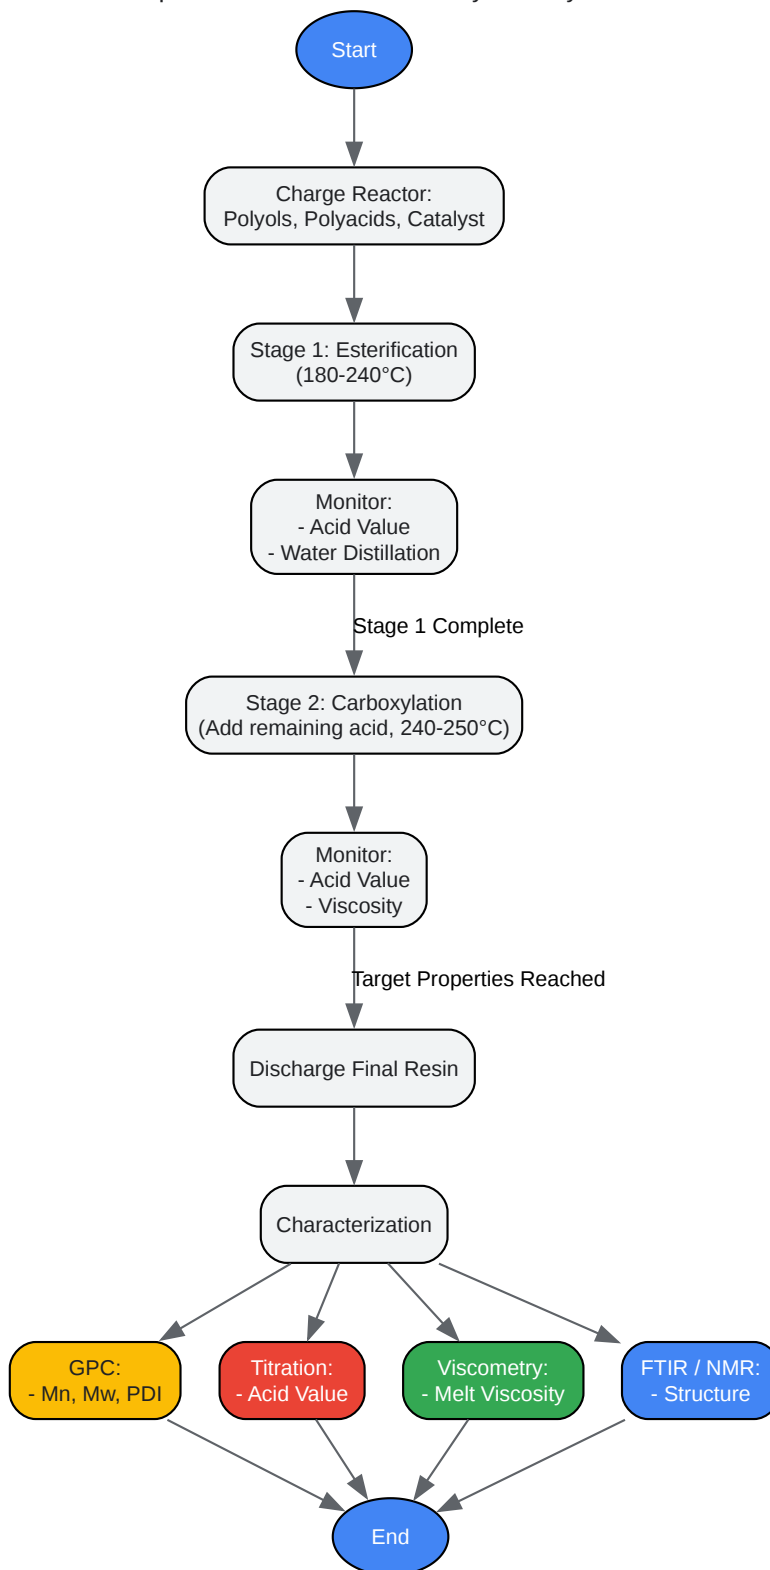 Start
Charge Reactor:
Polyols, Polyacids, Catalyst
Stage 1: Esterification
(180-240°C)
Monitor:
- Acid Value
- Water Distillation
Stage 1 Complete
Stage 2: Carboxylation
(Add remaining acid, 240-250°C)
Monitor:
- Acid Value
- Viscosity
Target Properties Reached
Discharge Final Resin
Characterization
GPC:
- Mn, Mw, PDI
Titration:
- Acid Value
Viscometry:
- Melt Viscosity
FTIR / NMR:
- Structure
End